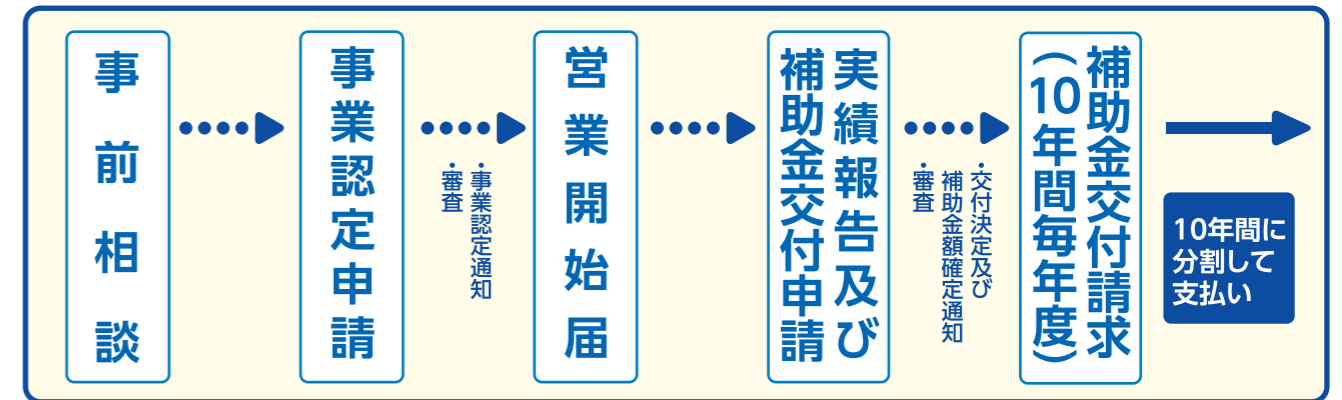 事前相談
事業認定申請
・事業認定通知
・審査
営業開始届
実績報告及び
補助金交付申請
・交付決定及び
補助金額確定通知
・審査
補助金交付請求
（10年間毎年度）
10年間に
分割して
支払い